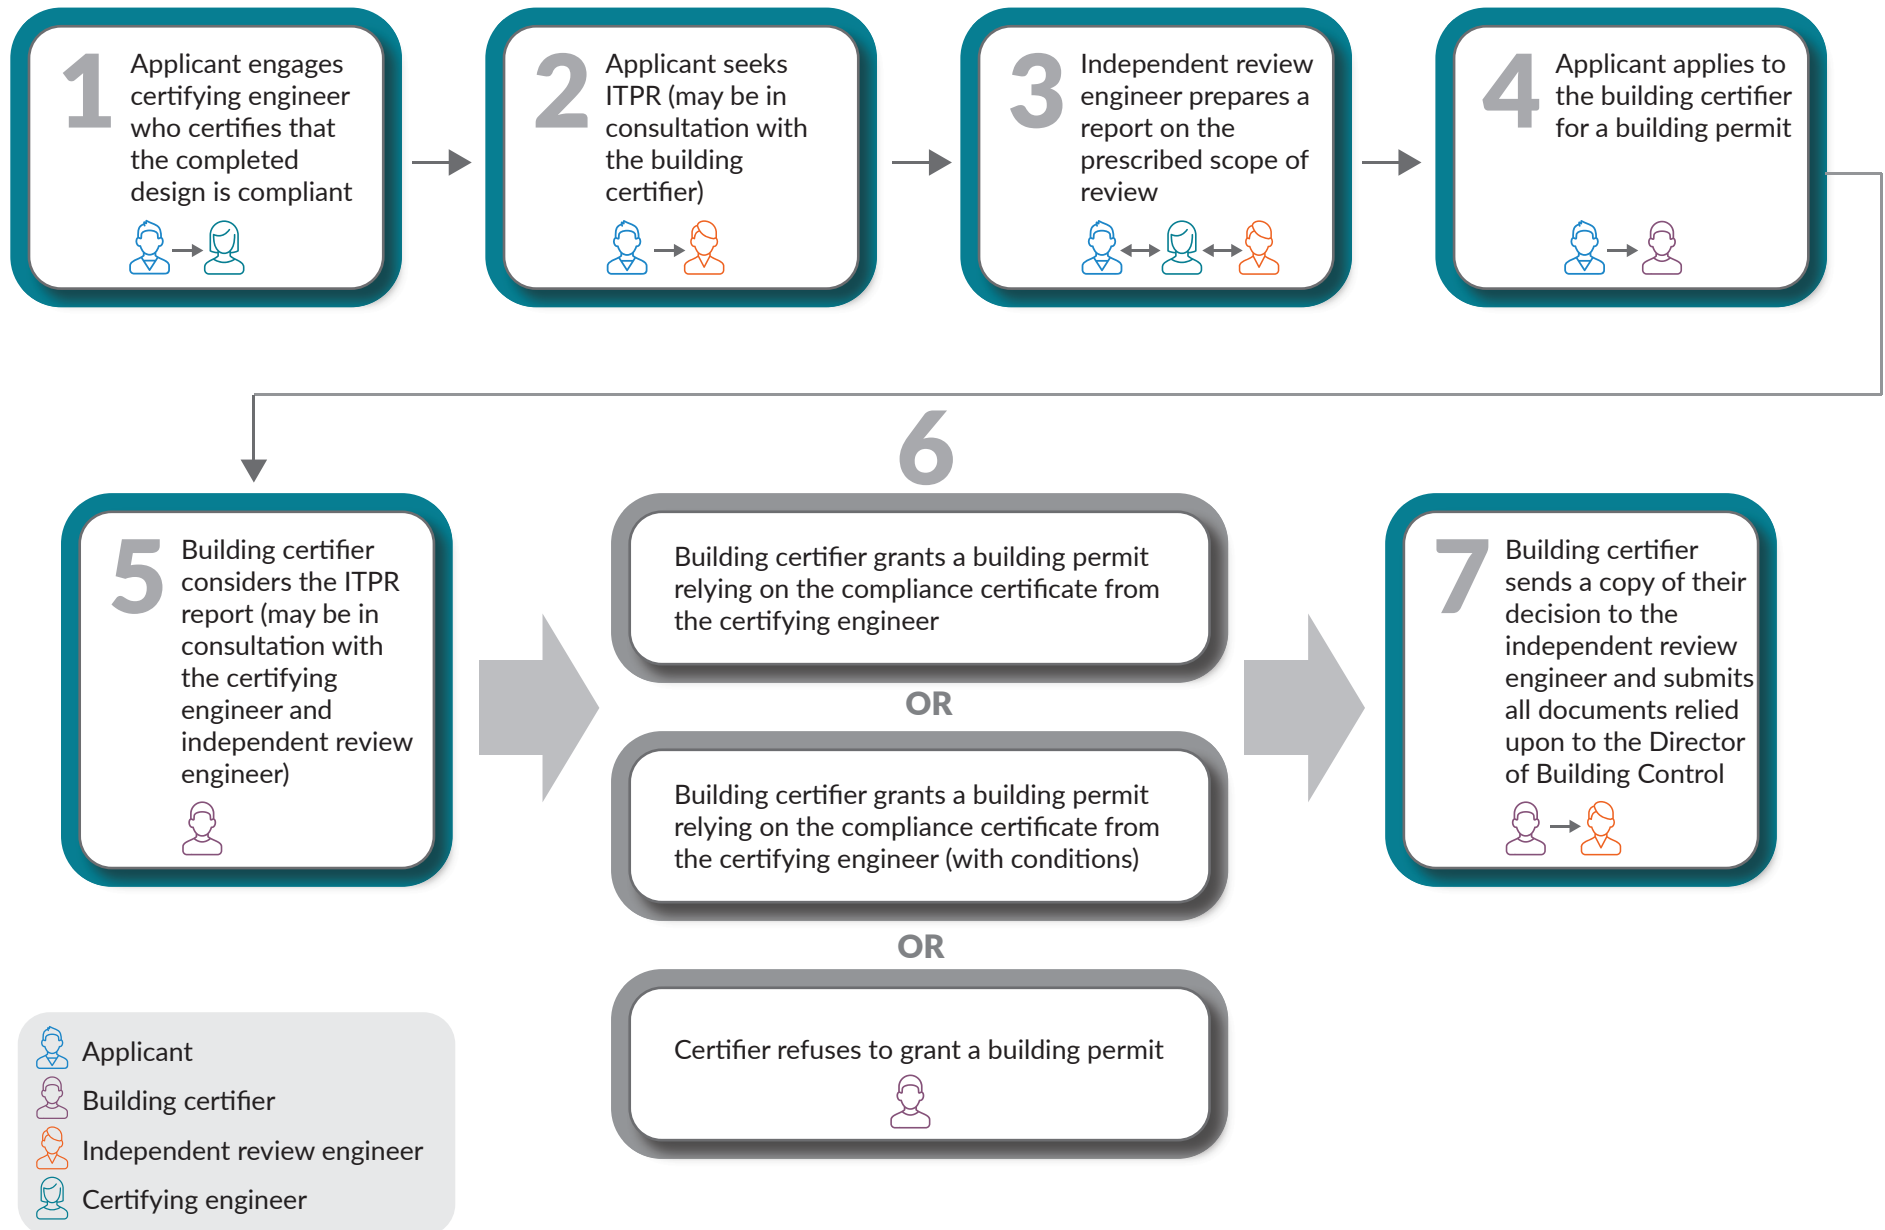 1
Applicant engages
certifying engineer
who certifies that
the completed
design is compliant
2
Applicant seeks
ITPR (may be in
consultation with
the building
certifier)
3
Independent review
engineer prepares a
report on the
prescribed scope of
review
4
Applicant applies to
the building certifier
for a building permit
5
Building certifier
considers the ITPR
report (may be in
consultation with
the certifying
engineer and
independent review
engineer)
6
Building certifier grants a building permit
relying on the compliance certificate from
the certifying engineer
OR
Building certifier grants a building permit
relying on the compliance certificate from
the certifying engineer (with conditions)
OR
Certifier refuses to grant a building permit
7
Building certifier
sends a copy of their
decision to the
independent review
engineer and submits
all documents relied
upon to the Director
of Building Control
Applicant
Building certifier
Independent review engineer
Certifying engineer